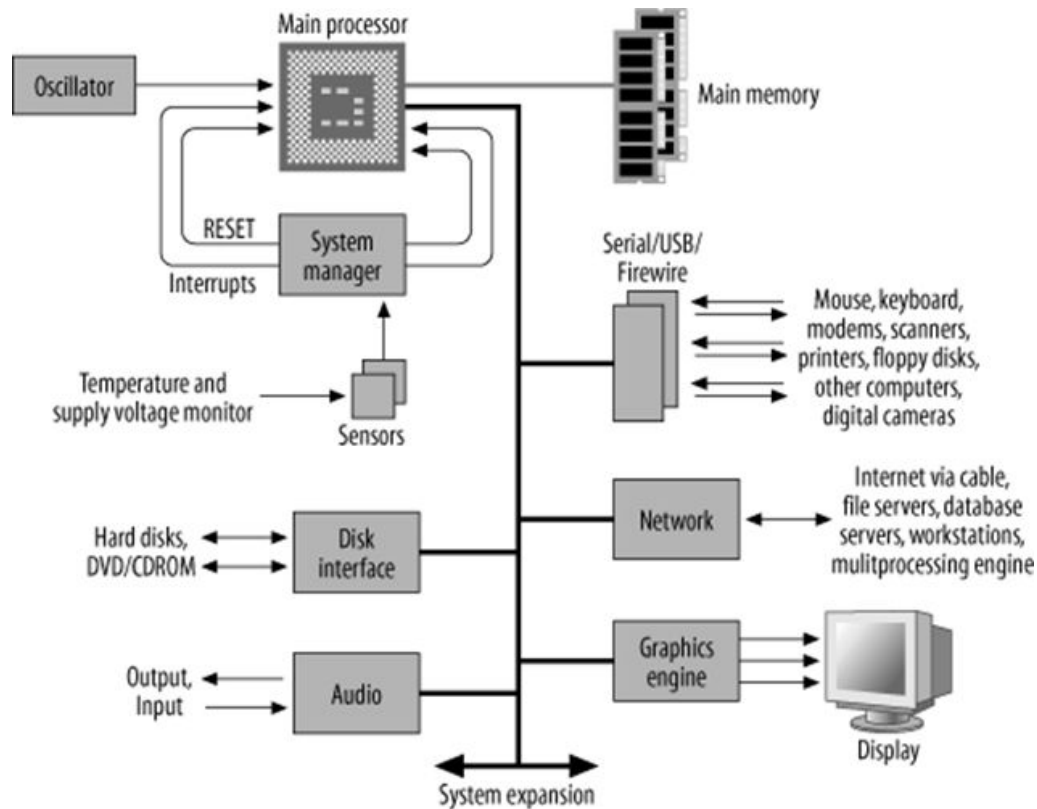 Main processor
Oscillator
Main memory
RESET
System
manager
Interrupts
Serial/USB/
Firewire
Mouse, keyboard,
modems, scanners,
printers, floppy disks,
other computers,
digital cameras
Temperature and
supply voltage monitor
Sensors
Internet via cable,
file servers, database
servers, workstations,
mulitprocessing engine
Network
Hard disks,
DVD/CDROM
Disk
interface
Graphics
engine
Output,
Input
Audio
Display
System expansion